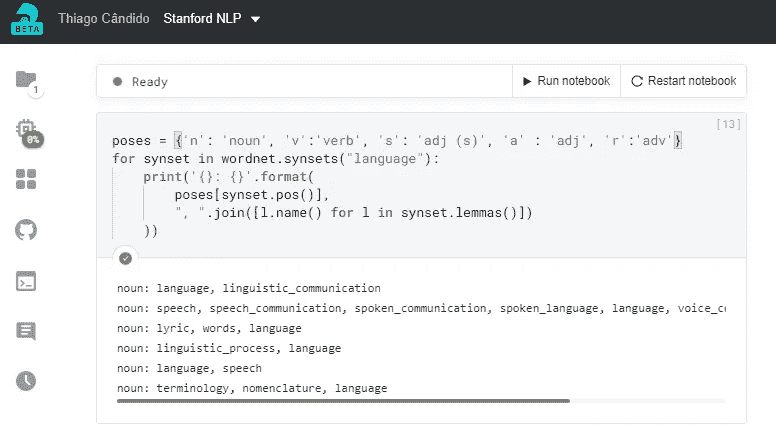 BETA
Thiago Cândido Stanford NLP
1
0%
Ready
Run notebook
Restart notebook
[13]
poses = {'n': 'noun', 'v':'verb', 's': 'adj (s)', 'a' : 'adj', 'r':'adv'}
for synset in wordnet.synsets("language"):
    print('{}: {}'.format(
        poses[synset.pos()],
        ", ".join([l.name() for l in synset.lemmas()])
    ))
noun: language, linguistic_communication
noun: speech, speech_communication, spoken_communication, spoken_language, language,
noun: lyric, words, language
noun: linguistic_process, language
noun: language, speech
noun: terminology, nomenclature, language